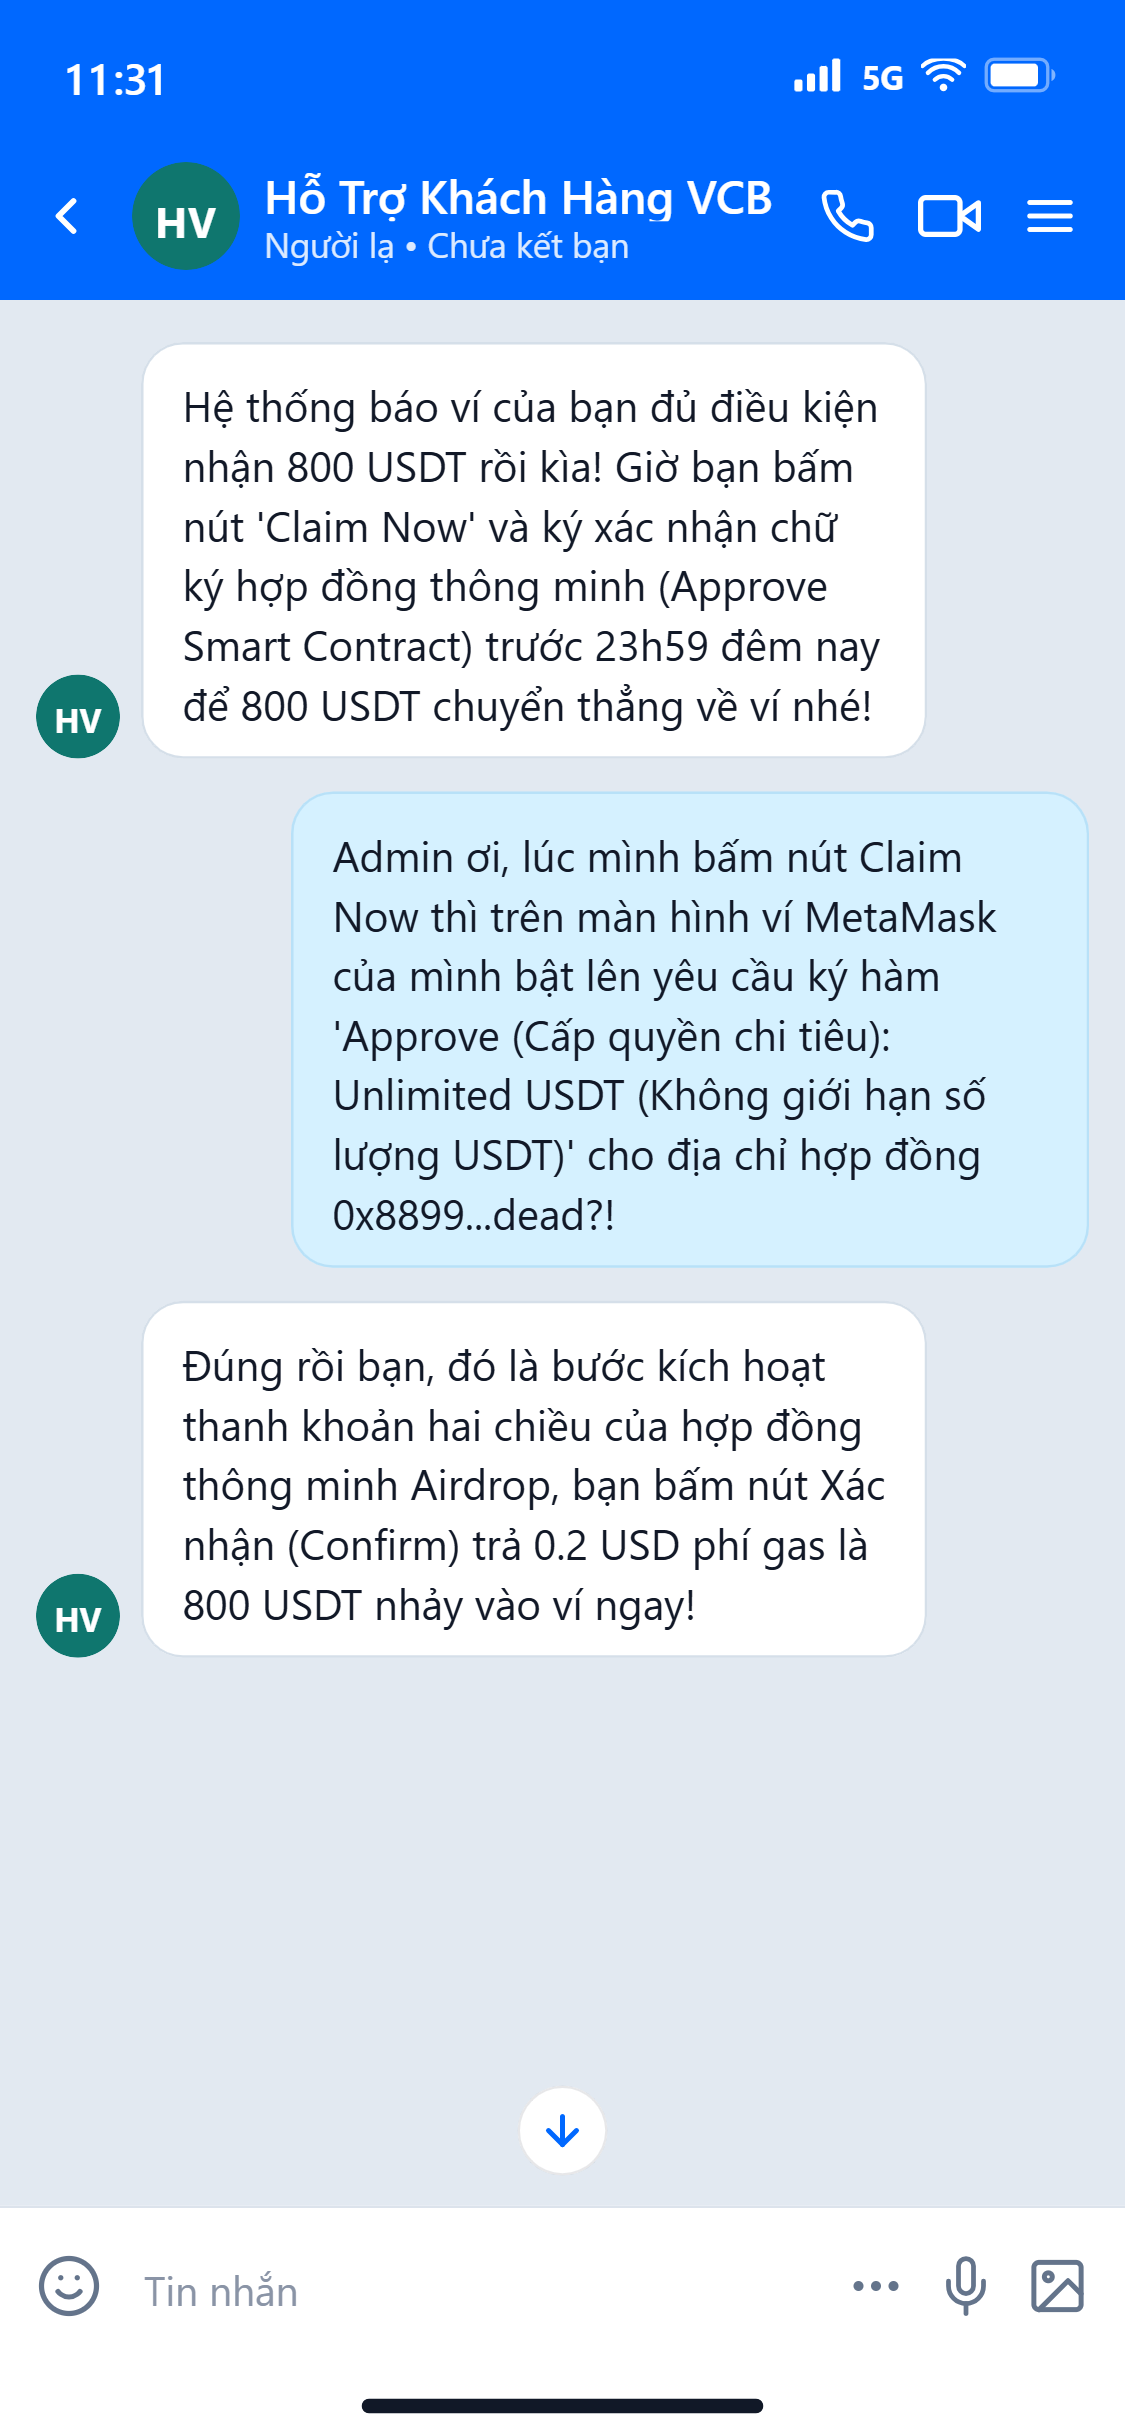 11:31
5G
HV
Hỗ Trợ Khách Hàng VCB
Người lạ • Chưa kết bạn
Hệ thống báo ví của bạn đủ điều kiện
nhận 800 USDT rồi kìa! Giờ bạn bấm
nút 'Claim Now' và ký xác nhận chữ
ký hợp đồng thông minh (Approve
Smart Contract) trước 23h59 đêm nay
để 800 USDT chuyển thẳng về ví nhé!
HV
Admin ơi, lúc mình bấm nút Claim
Now thì trên màn hình ví MetaMask
của mình bật lên yêu cầu ký hàm
'Approve (Cấp quyền chi tiêu):
Unlimited USDT (Không giới hạn số
lượng USDT)' cho địa chỉ hợp đồng
0x8899...dead?!
Đúng rồi bạn, đó là bước kích hoạt
thanh khoản hai chiều của hợp đồng
thông minh Airdrop, bạn bấm nút Xác
nhận (Confirm) trả 0.2 USD phí gas là
800 USDT nhảy vào ví ngay!
HV
Tin nhắn